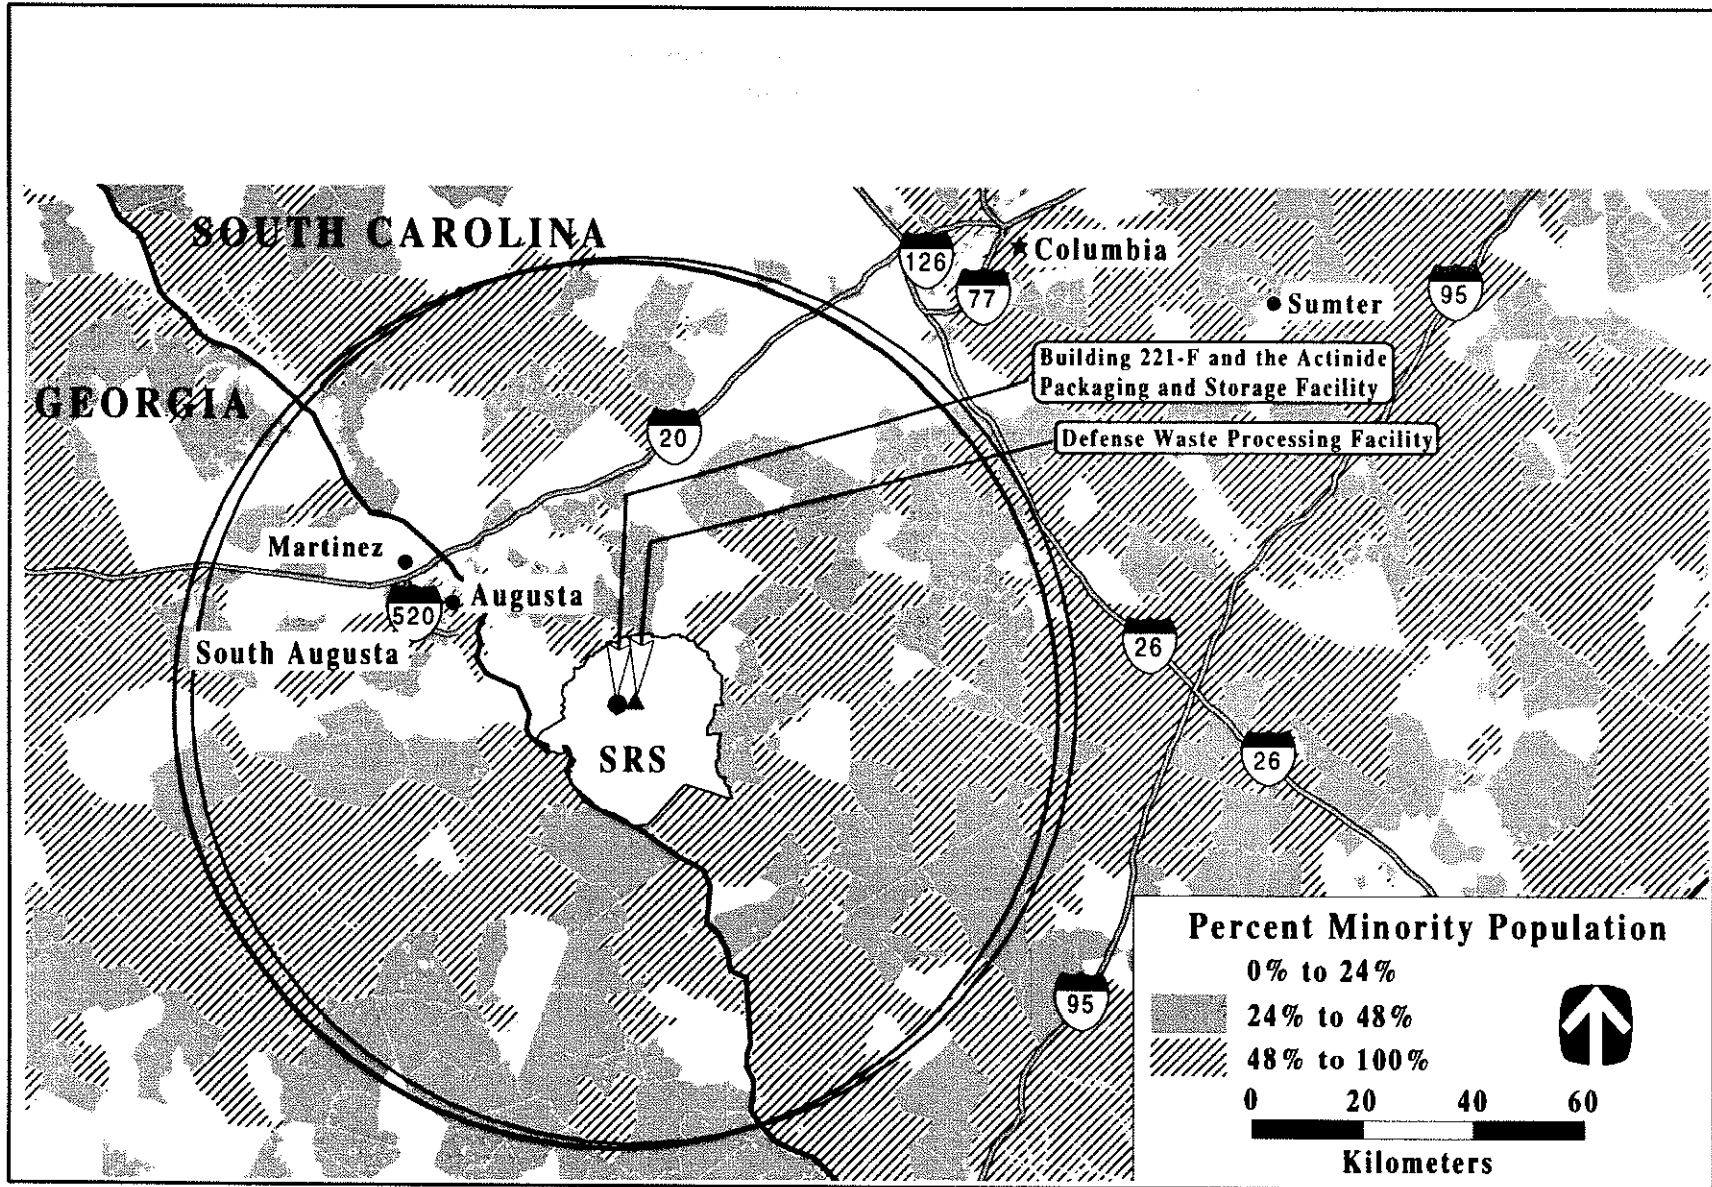 SOUTH CAROLINA
126
Columbia
77
95
Sumter
Building 221-F and the Actinide
Packaging and Storage Facility
GEORGIA
20
Defense Waste Processing Facility
Martinez
Augusta
520
South Augusta
26
SRS
26
95
Percent Minority Population
0% to 24%
24% to 48%
48% to 100%
0 20 40 60
Kilometers